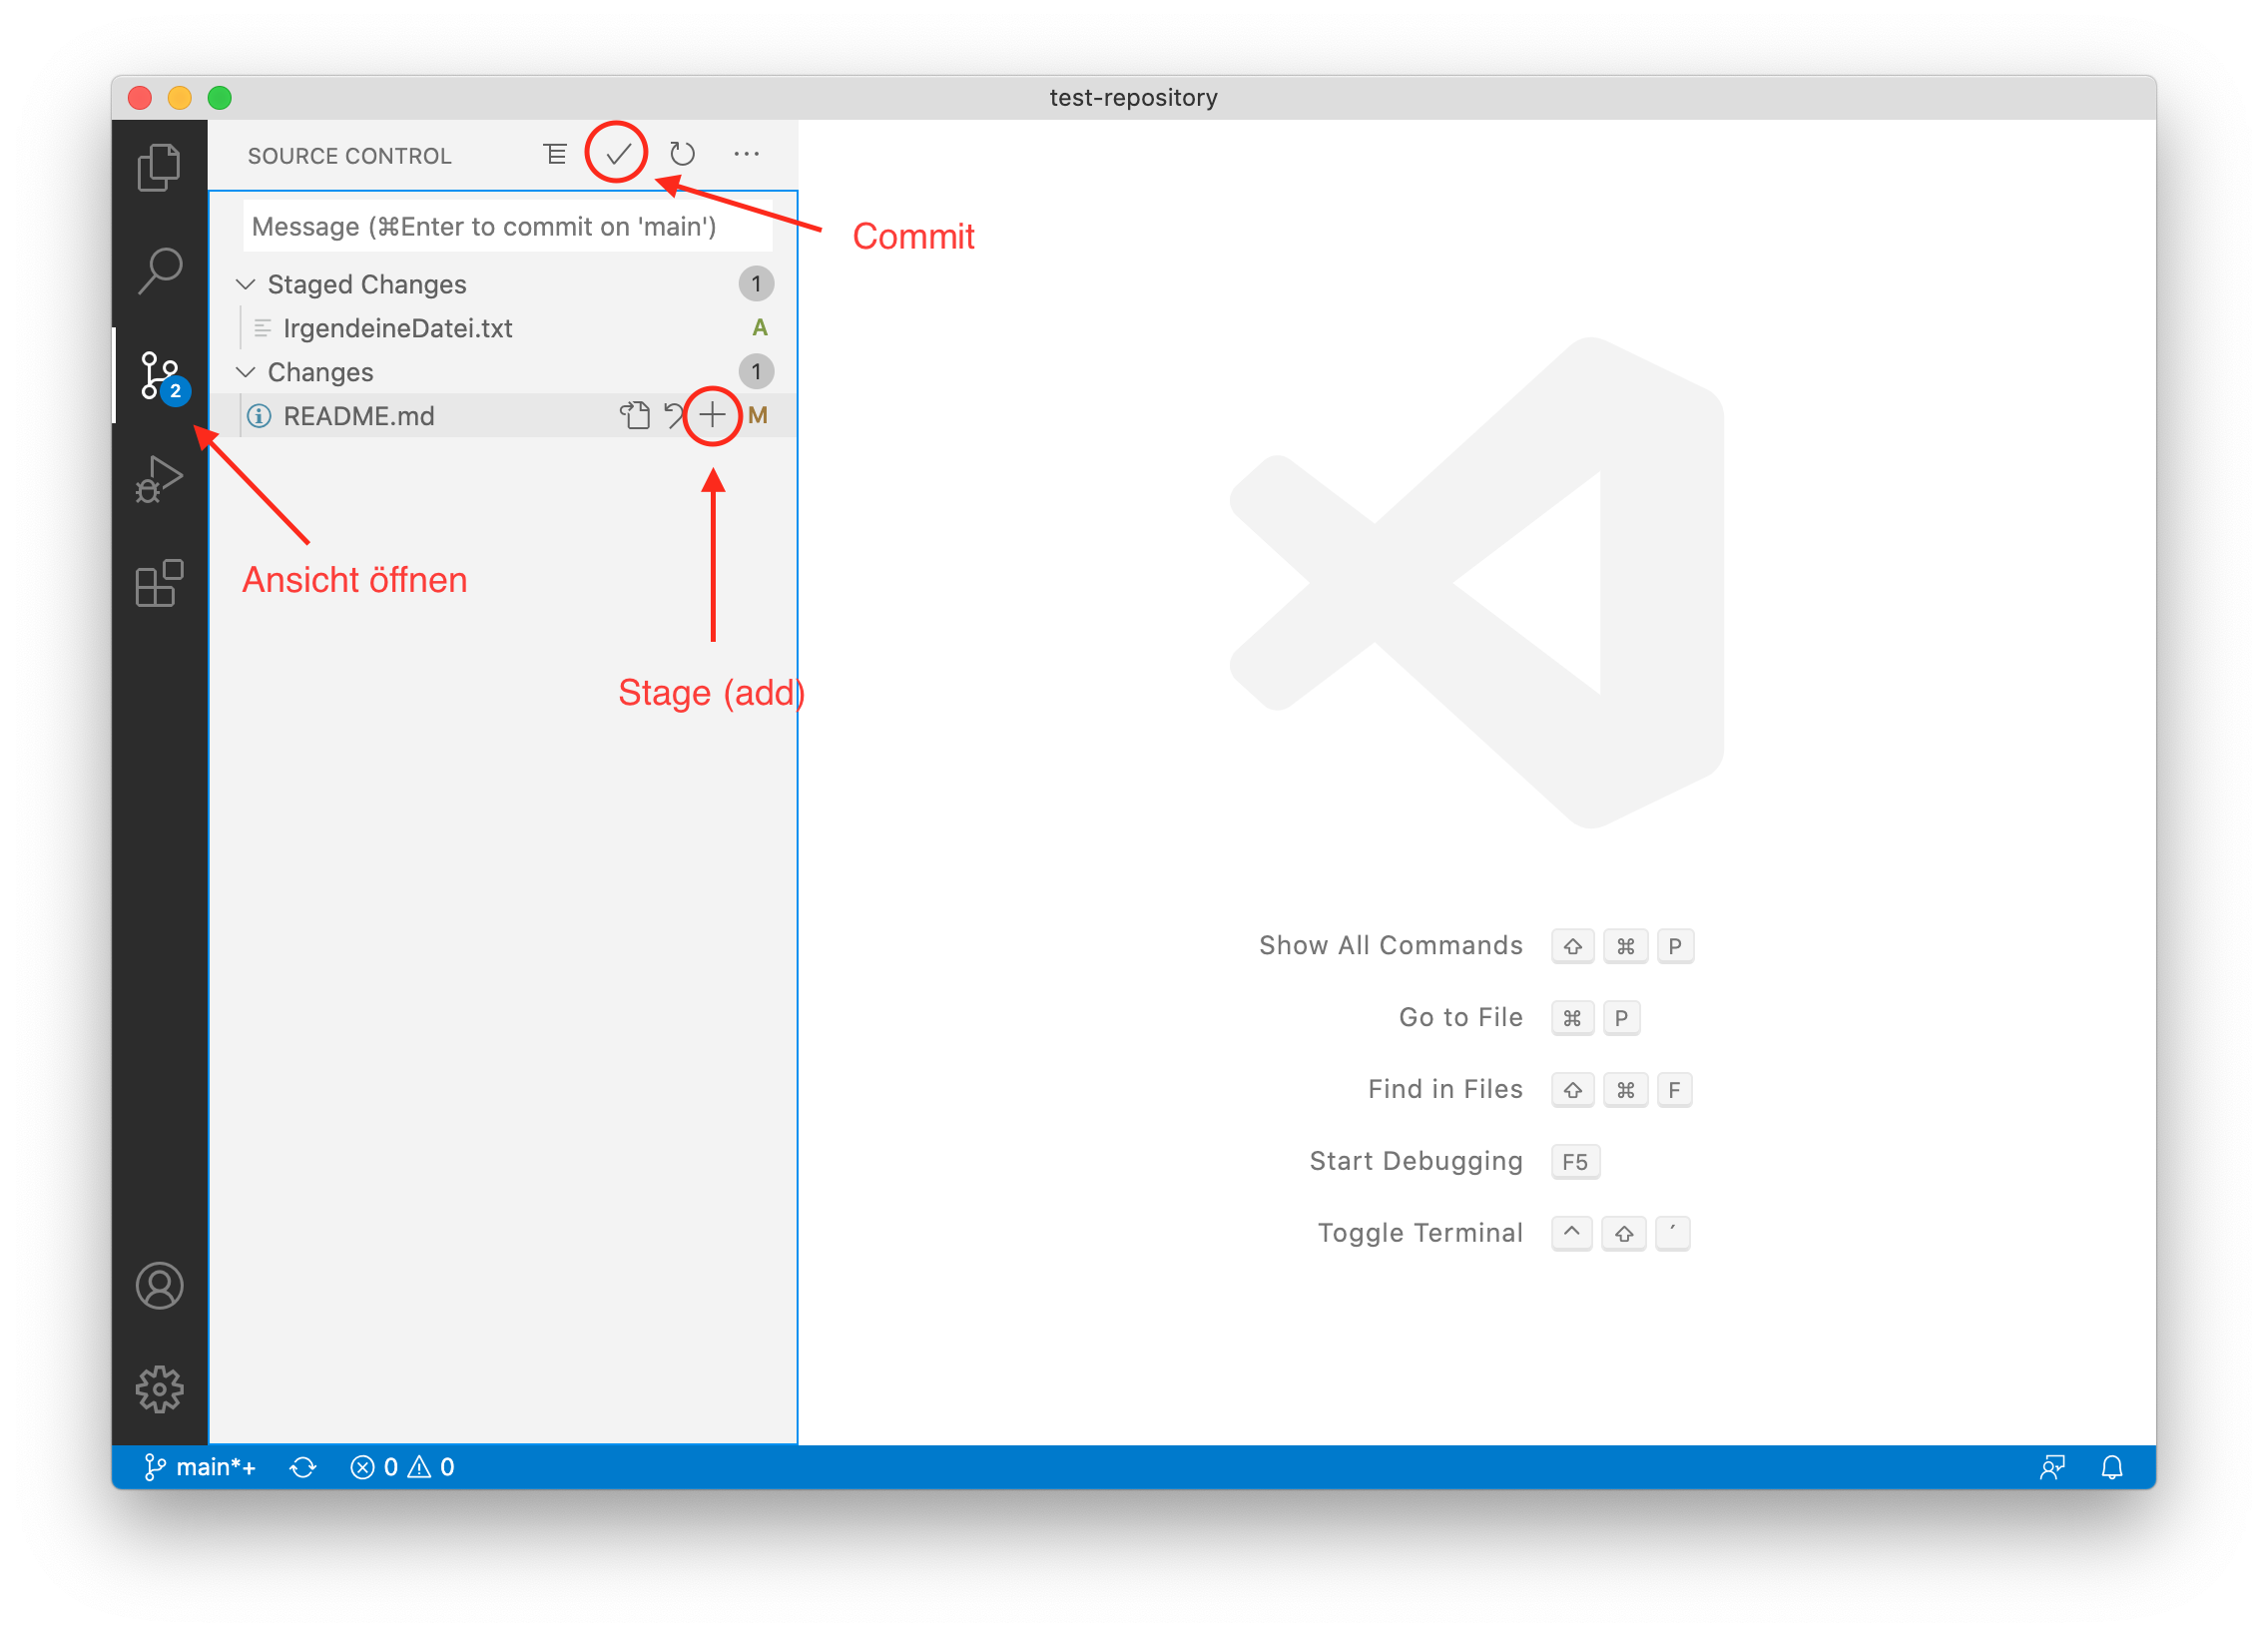 test-repository
SOURCE CONTROL
Message (⌘Enter to commit on 'main')
Commit
Staged Changes 1
IrgendeineDatei.txt A
Changes 1
2
README.md M
Ansicht öffnen
Stage (add)
Show All Commands ⇧ ⌘ P
Go to File ⌘ P
Find in Files ⇧ ⌘ F
Start Debugging F5
Toggle Terminal ^ ⇧ ´
main*+ 0 0